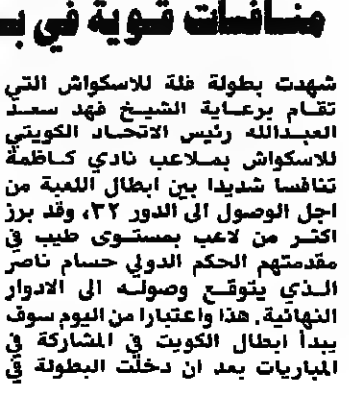 منافسات قوية في بـ
شهدت بطولة فلة للاسكواش التي
تقام برعاية الشيخ فهد سعد
العبدالله رئيس الاتحاد الكويتي
للاسكواش بملاعب نادي كاظمة
تنافسا شديدا بين ابطال اللعبة من
اجل الوصول الى الدور ٣٢، وقد برز
اكثر من لاعب بمستوى طيب في
مقدمتهم الحكم الدولي حسام ناصر
الذي يتوقع وصوله الى الادوار
النهائية. هذا واعتبارا من اليوم سوف
يبدأ ابطال الكويت في المشاركة في
المباريات بعد ان دخلت البطولة في